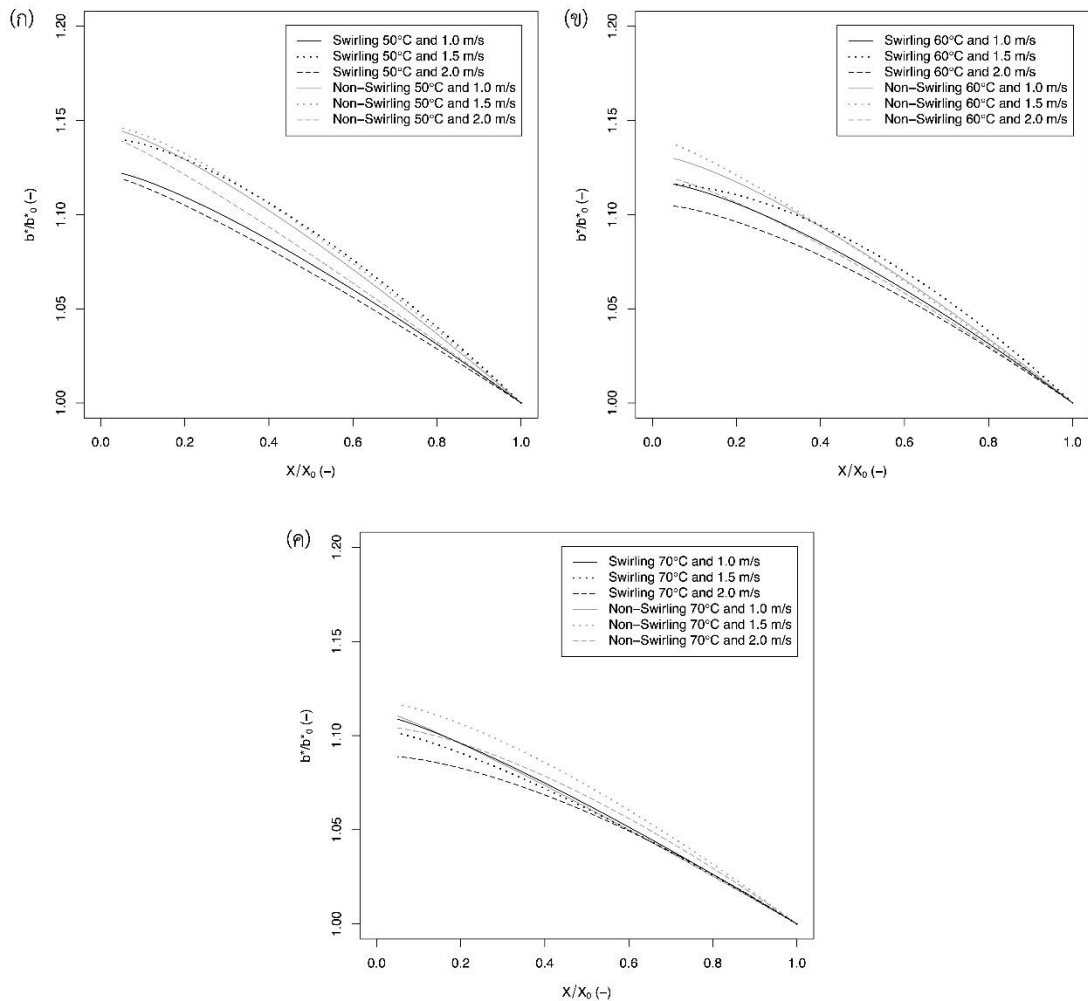 (ก)
1.20
1.15
1.10
1.05
1.00
b*/b*₀ (−)
Swirling 50°C and 1.0 m/s
Swirling 50°C and 1.5 m/s
Swirling 50°C and 2.0 m/s
Non−Swirling 50°C and 1.0 m/s
Non−Swirling 50°C and 1.5 m/s
Non−Swirling 50°C and 2.0 m/s
0.0 0.2 0.4 0.6 0.8 1.0
X/X₀ (−)
(ข)
1.20
1.15
1.10
1.05
1.00
b*/b*₀ (−)
Swirling 60°C and 1.0 m/s
Swirling 60°C and 1.5 m/s
Swirling 60°C and 2.0 m/s
Non−Swirling 60°C and 1.0 m/s
Non−Swirling 60°C and 1.5 m/s
Non−Swirling 60°C and 2.0 m/s
0.0 0.2 0.4 0.6 0.8 1.0
X/X₀ (−)
(ค)
1.20
1.15
1.10
1.05
1.00
b*/b*₀ (−)
Swirling 70°C and 1.0 m/s
Swirling 70°C and 1.5 m/s
Swirling 70°C and 2.0 m/s
Non−Swirling 70°C and 1.0 m/s
Non−Swirling 70°C and 1.5 m/s
Non−Swirling 70°C and 2.0 m/s
0.0 0.2 0.4 0.6 0.8 1.0
X/X₀ (−)